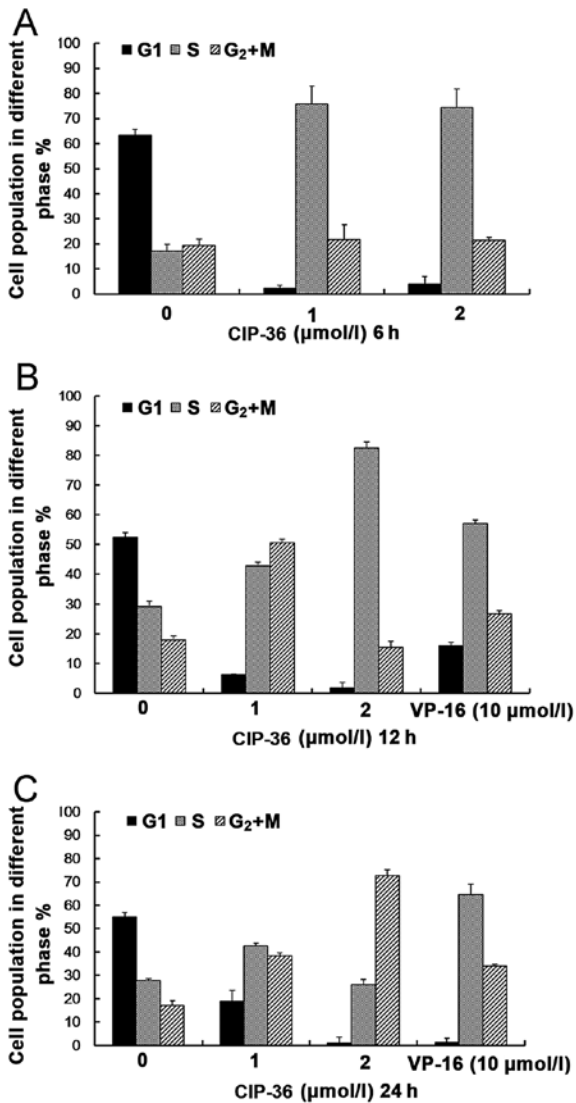 A
G1 S G₂+M
Cell population in different
phase %
100
90
80
70
60
50
40
30
20
10
0
0 1 2
CIP-36 (μmol/l) 6 h
B
G1 S G₂+M
Cell population in different
phase %
100
90
80
70
60
50
40
30
20
10
0
0 1 2 VP-16 (10 μmol/l)
CIP-36 (μmol/l) 12 h
C
G1 S G₂+M
Cell population in different
phase %
100
90
80
70
60
50
40
30
20
10
0
0 1 2 VP-16 (10 μmol/l)
CIP-36 (μmol/l) 24 h